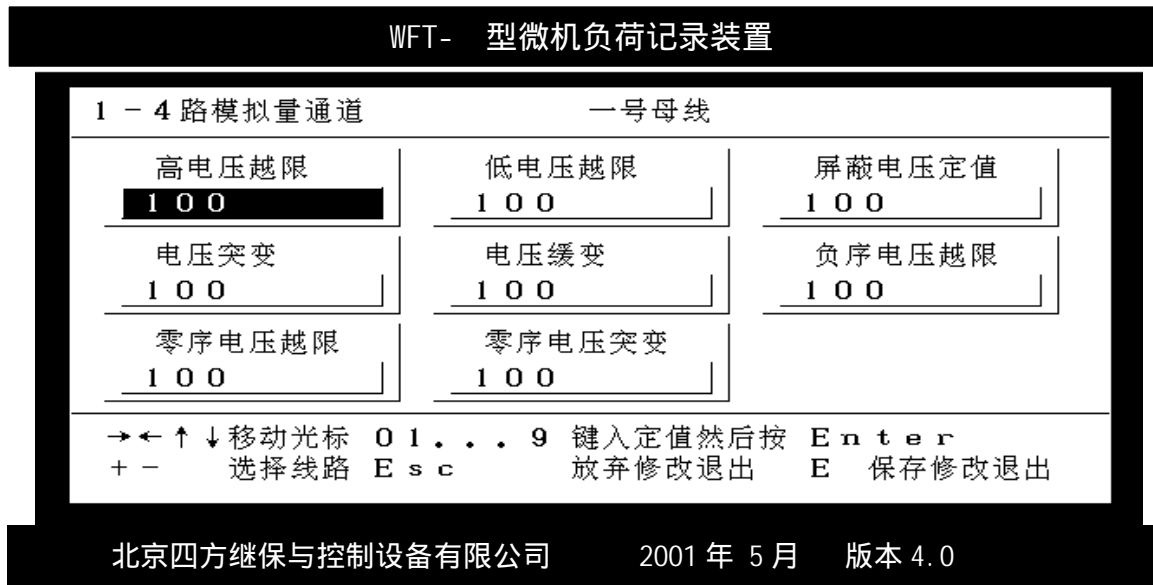 WFT- 型微机负荷记录装置
1－4路模拟量通道 一号母线
高电压越限 低电压越限 屏蔽电压定值
100 100 100
电压突变 电压缓变 负序电压越限
100 100 100
零序电压越限 零序电压突变
100 100
→←↑↓移动光标 01...9 键入定值然后按 Enter
+－ 选择线路 Esc 放弃修改退出 E 保存修改退出
北京四方继保与控制设备有限公司 2001年 5月 版本4.0